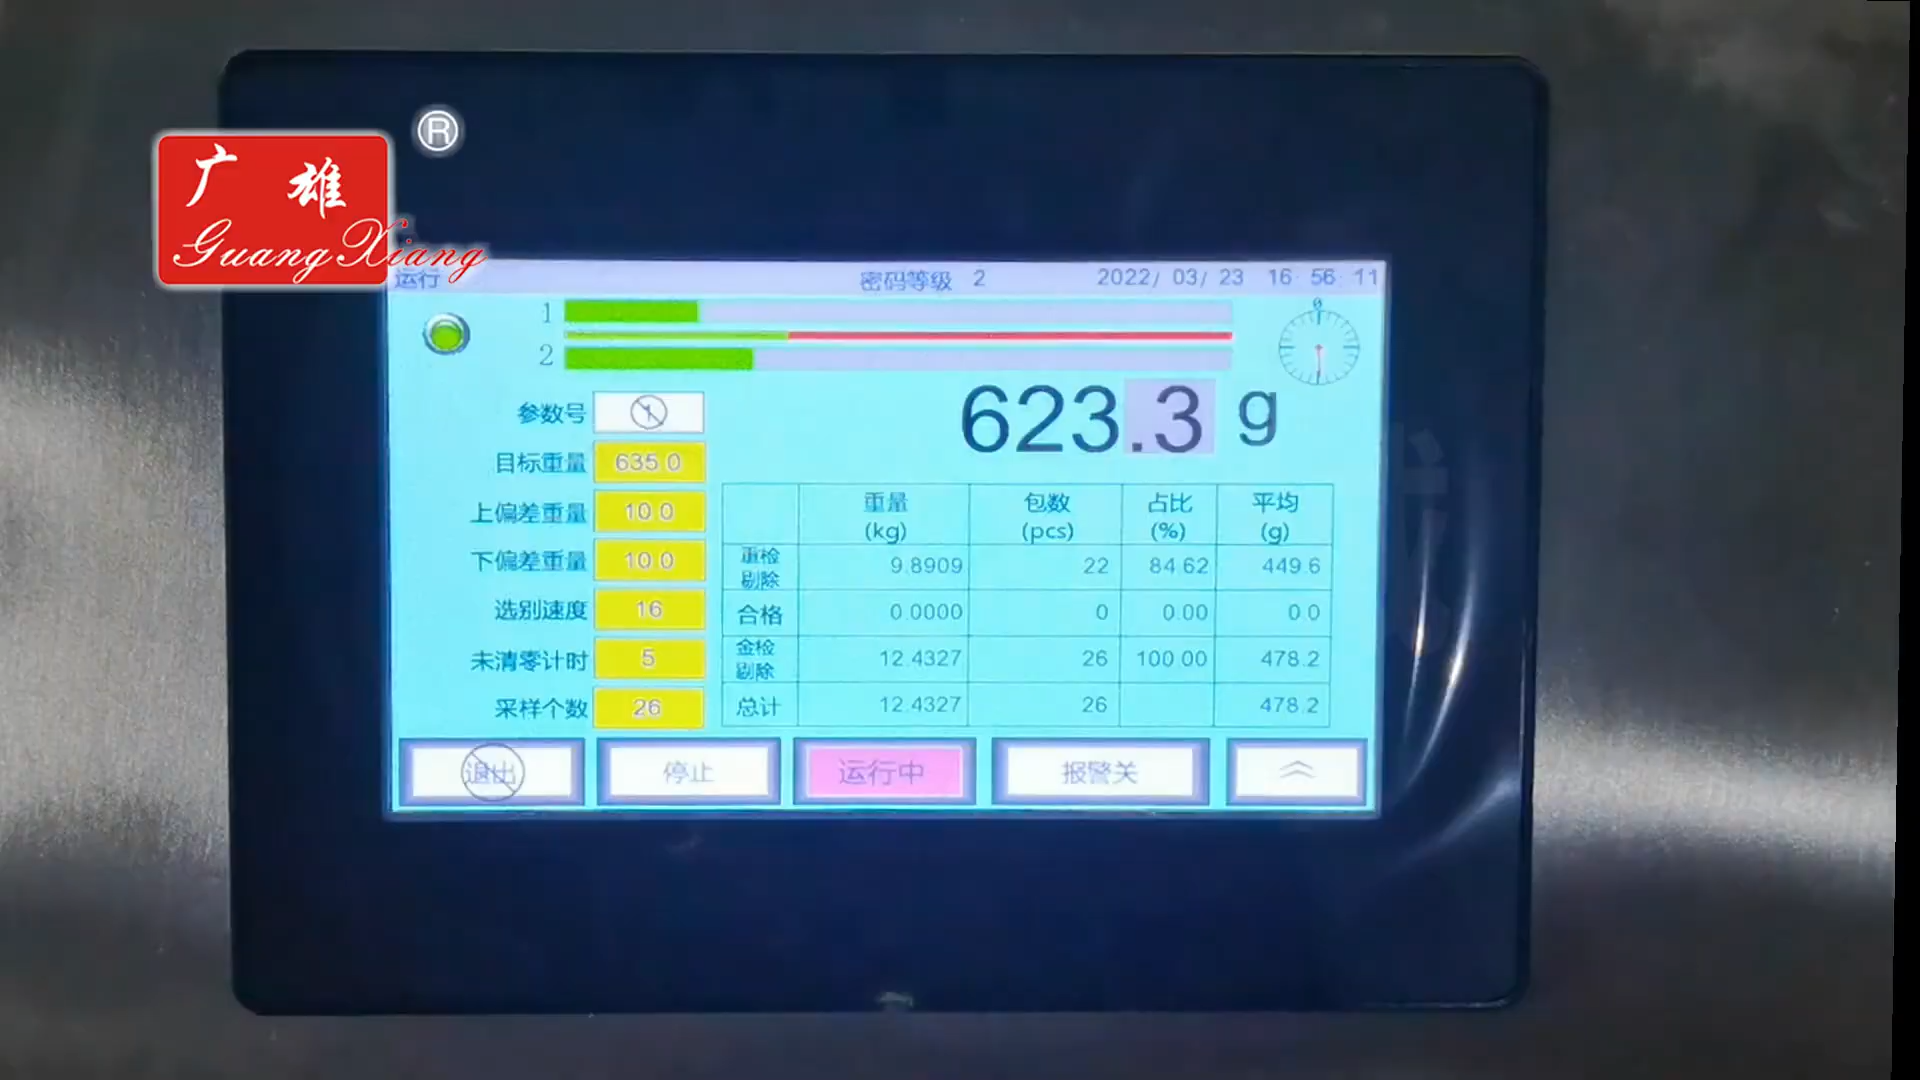 ®
广雄
GuangXiang
运行 密码等级 2 2022/ 03/ 23 16 56 11
1
2
0
623.3 g
参数号 1
目标重量 635 0
上偏差重量 10 0
下偏差重量 10 0
选别速度 16
未清零计时 5
采样个数 26
重量 (kg) 包数 (pcs) 占比 (%) 平均 (g)
重检剔除 9.8909 22 84 62 449 6
合格 0.0000 0 0.00 0 0
金检剔除 12.4327 26 100 00 478.2
总计 12.4327 26 478.2
退出 停止 运行中 报警关